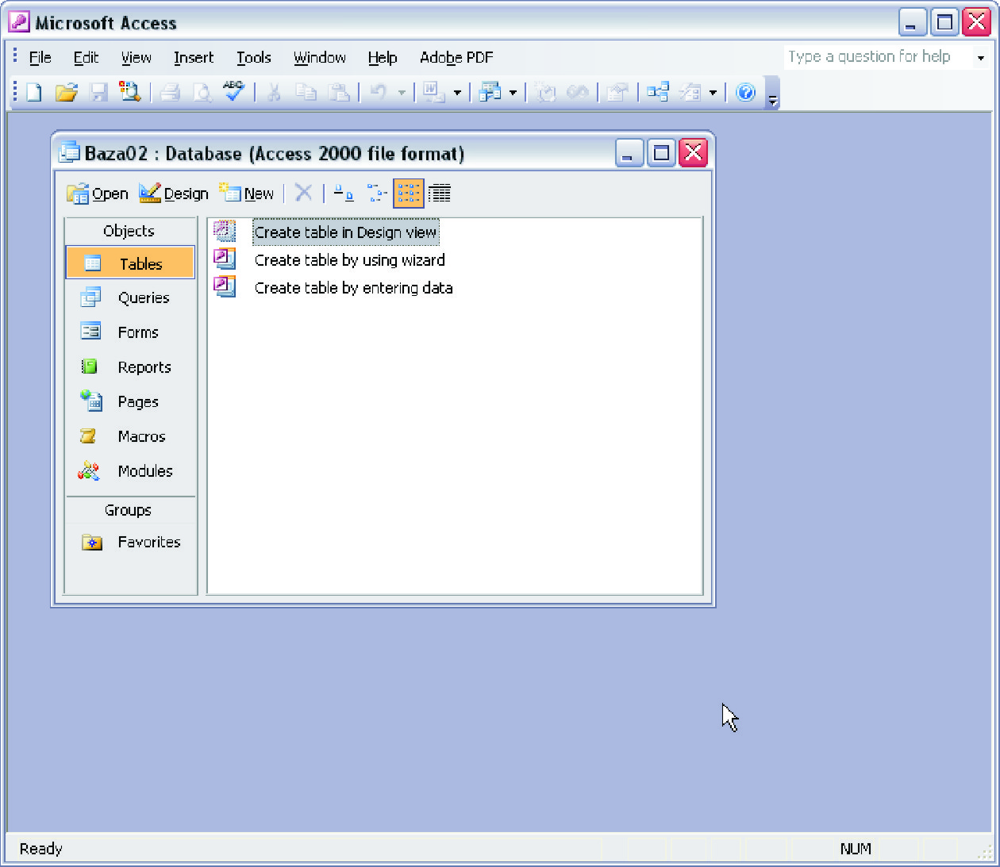 Microsoft Access
File Edit View Insert Tools Window Help Adobe PDF Type a question for help
ABC
Baza02 : Database (Access 2000 file format)
Open Design New
Objects
Tables
Queries
Forms
Reports
Pages
Macros
Modules
Groups
Favorites
Create table in Design view
Create table by using wizard
Create table by entering data
Ready NUM